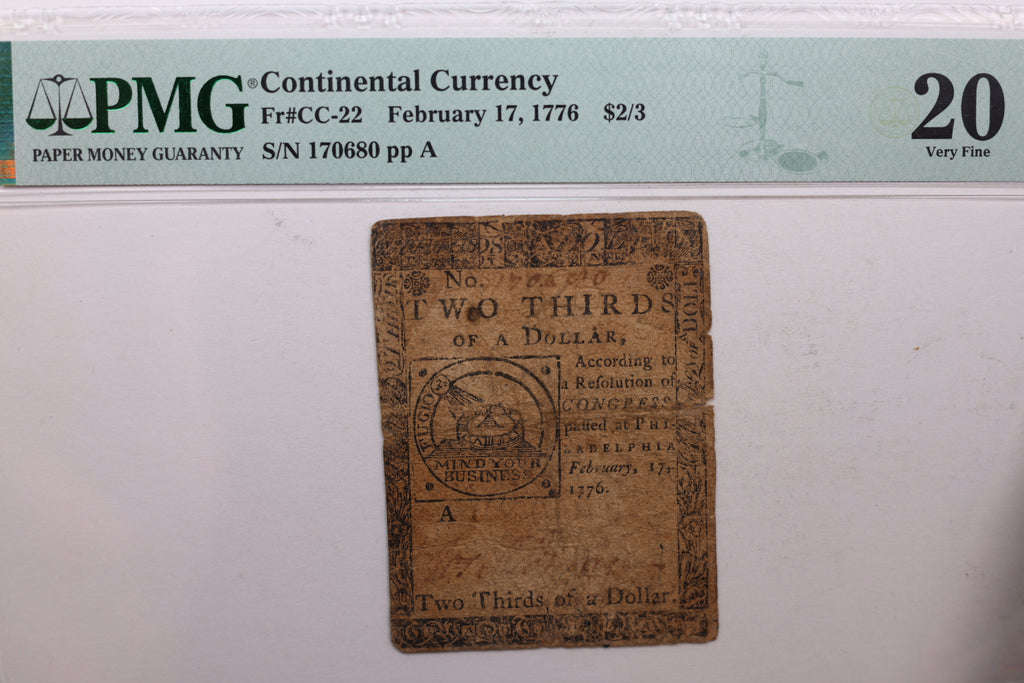 PMG® Continental Currency
Fr#CC-22 February 17, 1776 $2/3
PAPER MONEY GUARANTY S/N 170680 pp A
20
Very Fine
No. 170680
TWO THIRDS
OF A DOLLAR,
According to
a Reſolution of
CONGRESS
paſſed at PHI-
LADELPHIA
February, 17,
1776.
FUGIO
MIND YOUR
BUSINESS
A
Two Thirds of a Dollar.